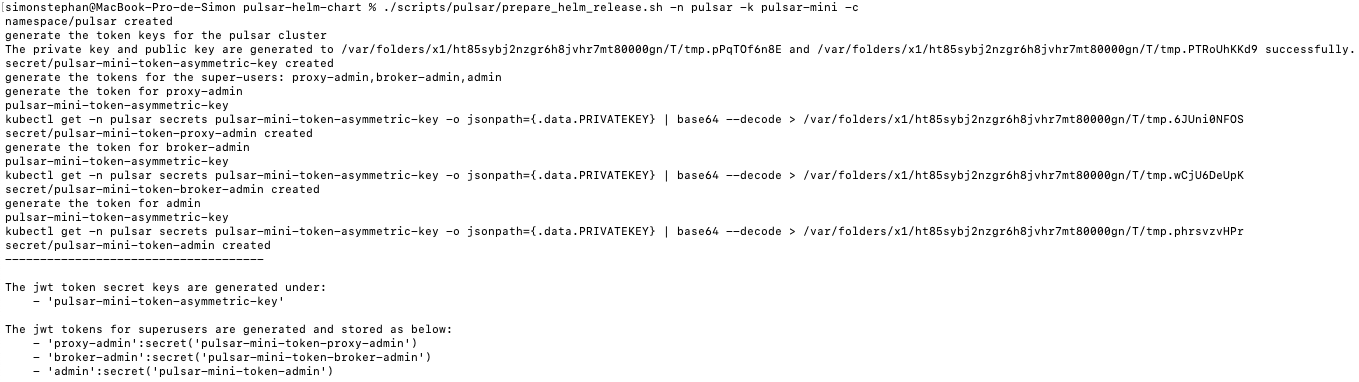 [simonstephan@MacBook-Pro-de-Simon pulsar-helm-chart % ./scripts/pulsar/prepare_helm_release.sh -n pulsar -k pulsar-mini -c
namespace/pulsar created
generate the token keys for the pulsar cluster
The private key and public key are generated to /var/folders/x1/ht85sybj2nzgr6h8jvhr7mt80000gn/T/tmp.pPqTOf6n8E and /var/folders/x1/ht85sybj2nzgr6h8jvhr7mt80000gn/T/tmp.PTRoUhKKd9 successfully.
secret/pulsar-mini-token-asymmetric-key created
generate the tokens for the super-users: proxy-admin,broker-admin,admin
generate the token for proxy-admin
pulsar-mini-token-asymmetric-key
kubectl get -n pulsar secrets pulsar-mini-token-asymmetric-key -o jsonpath={.data.PRIVATEKEY} | base64 --decode > /var/folders/x1/ht85sybj2nzgr6h8jvhr7mt80000gn/T/tmp.6JUni0NFOS
secret/pulsar-mini-token-proxy-admin created
generate the token for broker-admin
pulsar-mini-token-asymmetric-key
kubectl get -n pulsar secrets pulsar-mini-token-asymmetric-key -o jsonpath={.data.PRIVATEKEY} | base64 --decode > /var/folders/x1/ht85sybj2nzgr6h8jvhr7mt80000gn/T/tmp.wCjU6DeUpK
secret/pulsar-mini-token-broker-admin created
generate the token for admin
pulsar-mini-token-asymmetric-key
kubectl get -n pulsar secrets pulsar-mini-token-asymmetric-key -o jsonpath={.data.PRIVATEKEY} | base64 --decode > /var/folders/x1/ht85sybj2nzgr6h8jvhr7mt80000gn/T/tmp.phrsvzvHPr
secret/pulsar-mini-token-admin created
-------------------------------------

The jwt token secret keys are generated under:
    - 'pulsar-mini-token-asymmetric-key'

The jwt tokens for superusers are generated and stored as below:
    - 'proxy-admin':secret('pulsar-mini-token-proxy-admin')
    - 'broker-admin':secret('pulsar-mini-token-broker-admin')
    - 'admin':secret('pulsar-mini-token-admin')